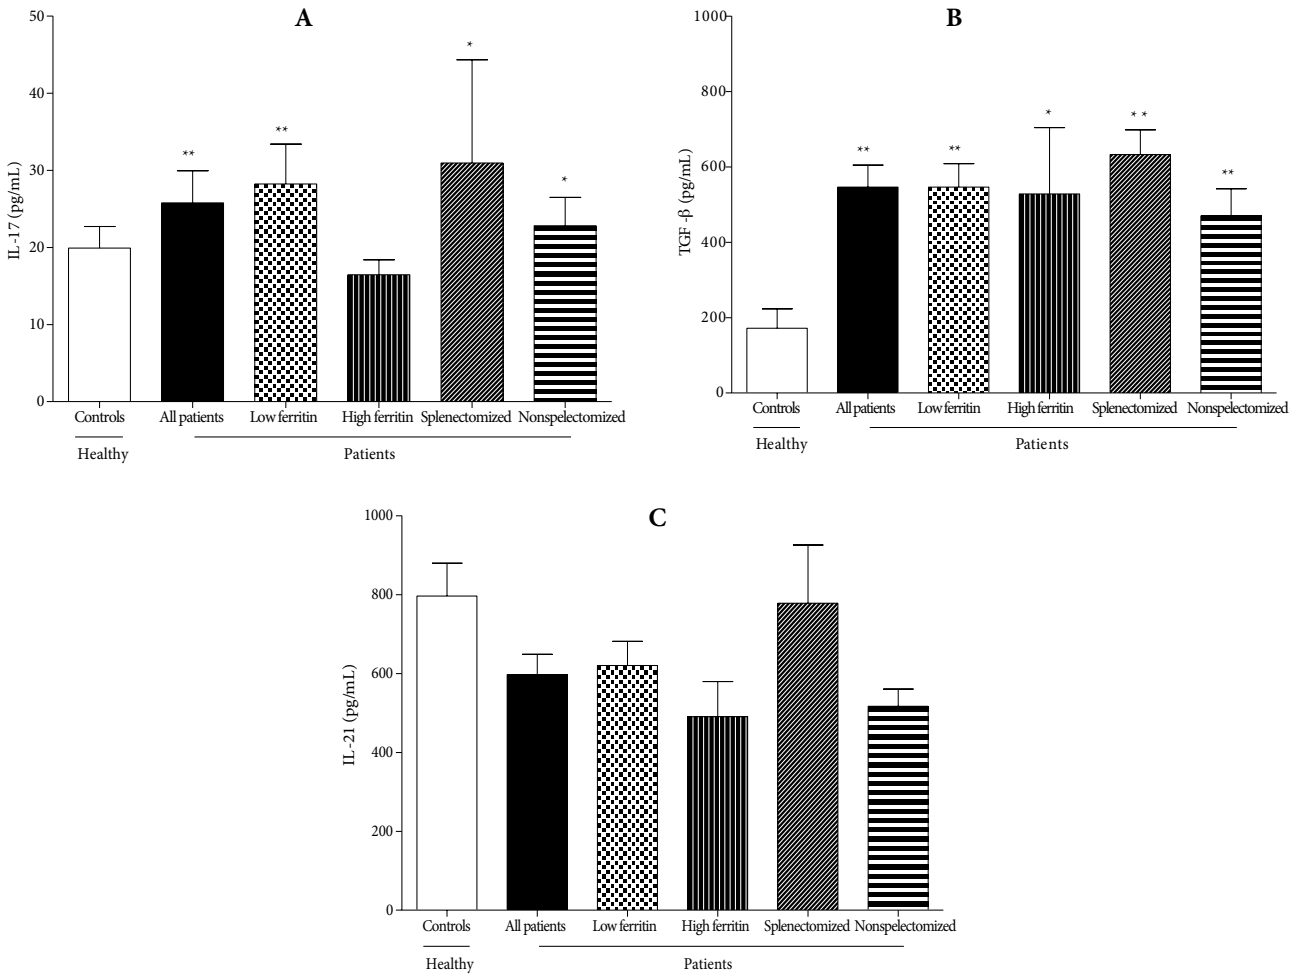 A
50
40
30
20
10
0
IL-17 (pg/mL)
**
**
*
*
Controls All patients Low ferritin High ferritin Splenectomized Nonspelectomized
Healthy Patients
B
1000
800
600
400
200
0
TGF-β (pg/mL)
**
**
*
**
**
Controls All patients Low ferritin High ferritin Splenectomized Nonspelectomized
Healthy Patients
C
1000
800
600
400
200
0
IL-21 (pg/mL)
Controls All patients Low ferritin High ferritin Splenectomized Nonspelectomized
Healthy Patients